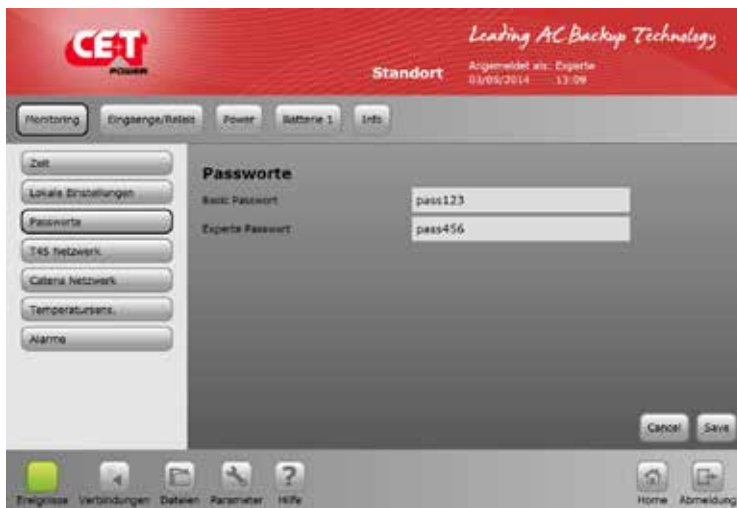 CE+T
POWER
Leading AC Backup Technology
Standort
Angemeldet als: Experte
03/09/2014 13:09
Monitoring
Eingaenge/Relais
Power
Batterie 1
Info
Zeit
Lokale Einstellungen
Passworte
T4S Netzwerk
Catena Netzwerk
Temperatursens.
Alarme
Passworte
Basic Passwort
pass123
Experte Passwort
pass456
Cancel
Save
Ereignisse
Verbindungen
Dateien
Parameter
Hilfe
Home
Abmeldung